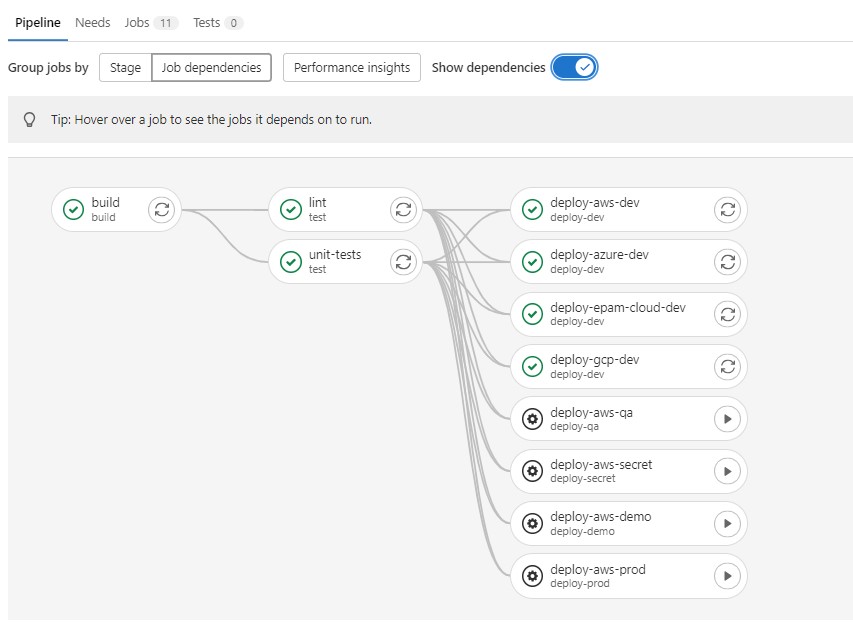 Pipeline Needs Jobs 11 Tests 0
Group jobs by Stage Job dependencies Performance insights Show dependencies
Tip: Hover over a job to see the jobs it depends on to run.
build
build
lint
test
unit-tests
test
deploy-aws-dev
deploy-dev
deploy-azure-dev
deploy-dev
deploy-epam-cloud-dev
deploy-dev
deploy-gcp-dev
deploy-dev
deploy-aws-qa
deploy-qa
deploy-aws-secret
deploy-secret
deploy-aws-demo
deploy-demo
deploy-aws-prod
deploy-prod